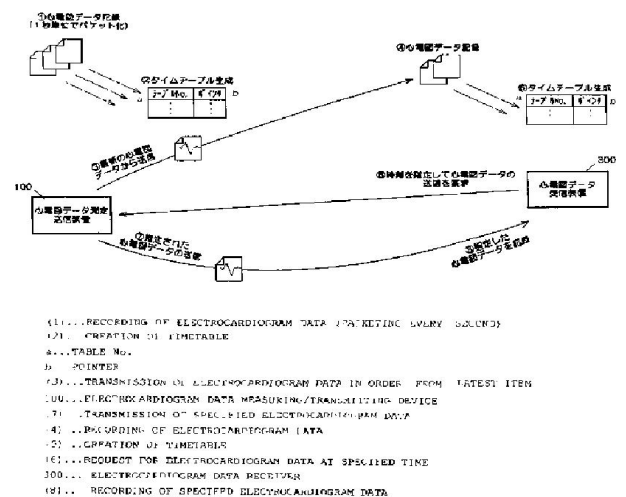 ①心電図データ記録
(1秒単位でパケット化)
②タイムテーブル生成
テーブルNo. ポインタ
a
b
③最新の心電図
データから送信
④心電図データ記録
⑤タイムテーブル生成
テーブルNo. ポインタ
a
b
⑥時刻を指定して心電図データの
送信を要求
100
心電図データ測定
送信装置
300
心電図データ
受信装置
⑦指定された
心電図データの送信
心電図データを記録
(1)...RECORDING OF ELECTROCARDIOGRAM DATA (PACKETING EVERY SECOND)
(2)... CREATION OF TIMETABLE
a...TABLE No.
b POINTER
(3)...TRANSMISSION OF ELECTROCARDIOGRAM DATA IN ORDER FROM LATEST ITEM
100...ELECTROCARDIOGRAM DATA MEASURING/TRANSMITTING DEVICE
(7) ..TRANSMISSION OF SPECIFIED ELECTROCARDIOGRAM DATA
(4) ..RECORDING OF ELECTROCARDIOGRAM DATA
(5) ..CREATION OF TIMETABLE
(6)...REQUEST FOR ELECTROCARDIOGRAM DATA AT SPECIFIED TIME
300... ELECTROCARDIOGRAM DATA RECEIVER
(8).. RECORDING OF SPECIFIED ELECTROCARDIOGRAM DATA